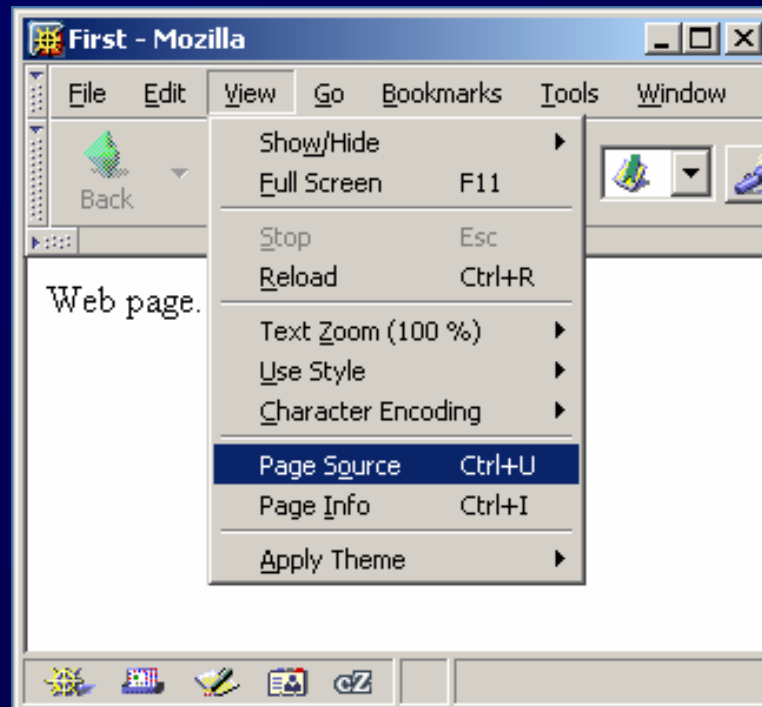 First - Mozilla
File Edit View Go Bookmarks Tools Window
Back
Show/Hide
Full Screen F11
Stop Esc
Reload Ctrl+R
Web page.
Text Zoom (100 %)
Use Style
Character Encoding
Page Source Ctrl+U
Page Info Ctrl+I
Apply Theme
cZ